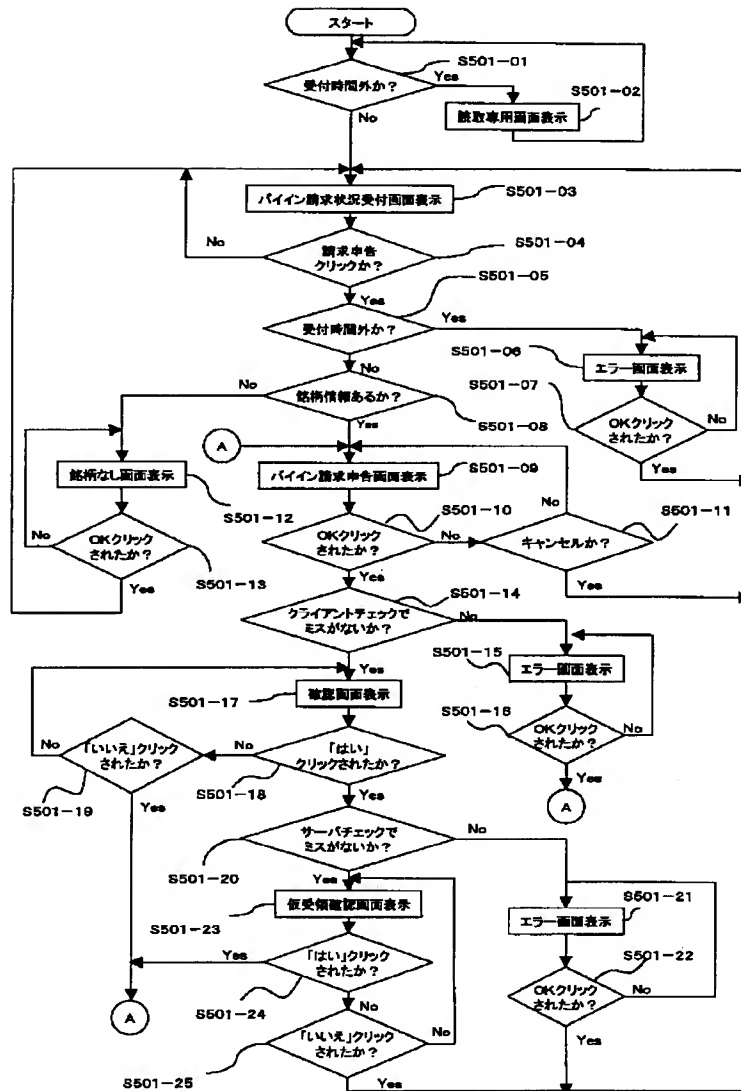 スタート
S501-01
受付時間外か?
Yes
S501-02
読取専用画面表示
No
バイイン請求状況受付画面表示
S501-03
No
請求申告
クリックか?
S501-04
Yes
S501-05
受付時間外か?
Yes
S501-06
エラー画面表示
No
No
銘柄情報あるか?
S501-08
S501-07
OKクリック
されたか?
No
Yes
Yes
A
銘柄なし画面表示
S501-12
バイイン請求申告画面表示
S501-09
S501-10
No
S501-11
No
OKクリック
されたか?
S501-13
Yes
OKクリック
されたか?
No
キャンセルか?
Yes
Yes
S501-14
クライアントチェックで
ミスがないか?
No
Yes
S501-15
エラー画面表示
S501-17
確認画面表示
S501-16
OKクリック
されたか?
No
Yes
A
No
「いいえ」クリック
されたか?
S501-19
Yes
No
「はい」
クリックされたか?
S501-18
Yes
サーバチェックで
ミスがないか?
S501-20
No
Yes
仮受領確認画面表示
S501-23
S501-21
エラー画面表示
Yes
「はい」クリック
されたか?
S501-24
S501-22
OKクリック
されたか?
No
Yes
A
No
「いいえ」クリック
されたか?
No
S501-25
Yes